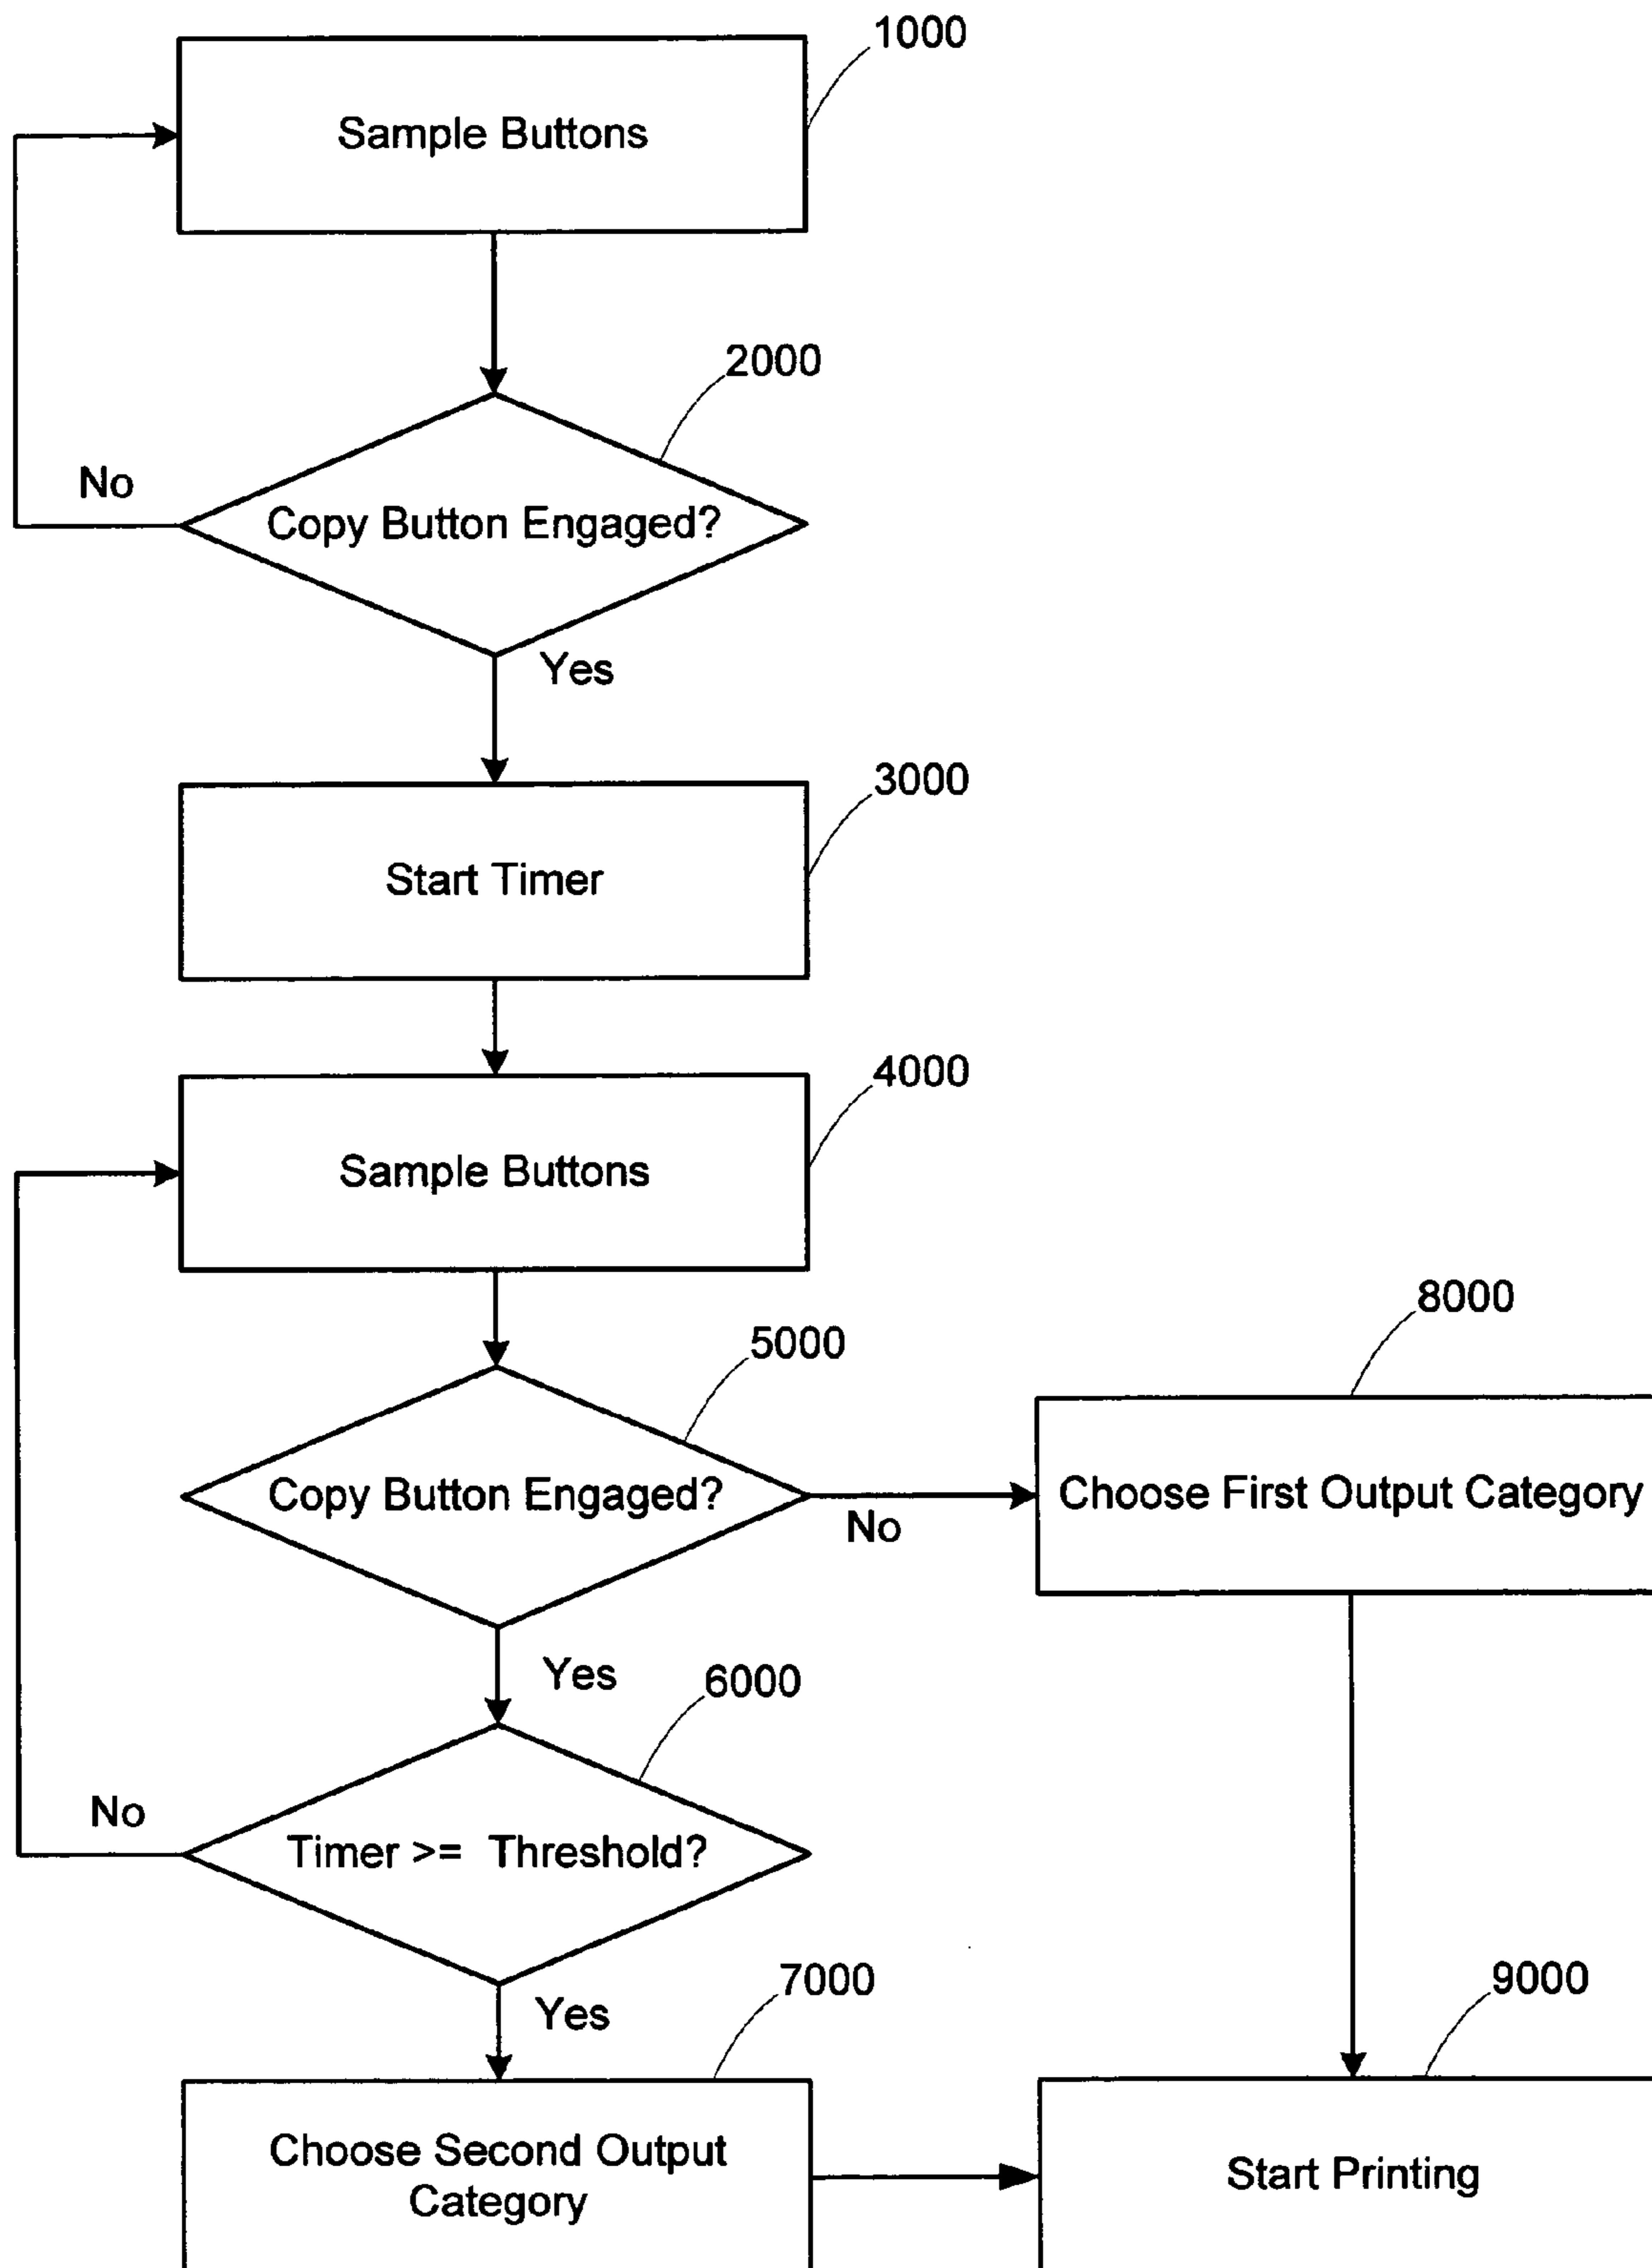 1000
Sample Buttons
2000
No
Copy Button Engaged?
Yes
3000
Start Timer
4000
Sample Buttons
5000
8000
Copy Button Engaged?
No
Choose First Output Category
Yes
6000
No
Timer >= Threshold?
Yes
7000
9000
Choose Second Output
Category
Start Printing